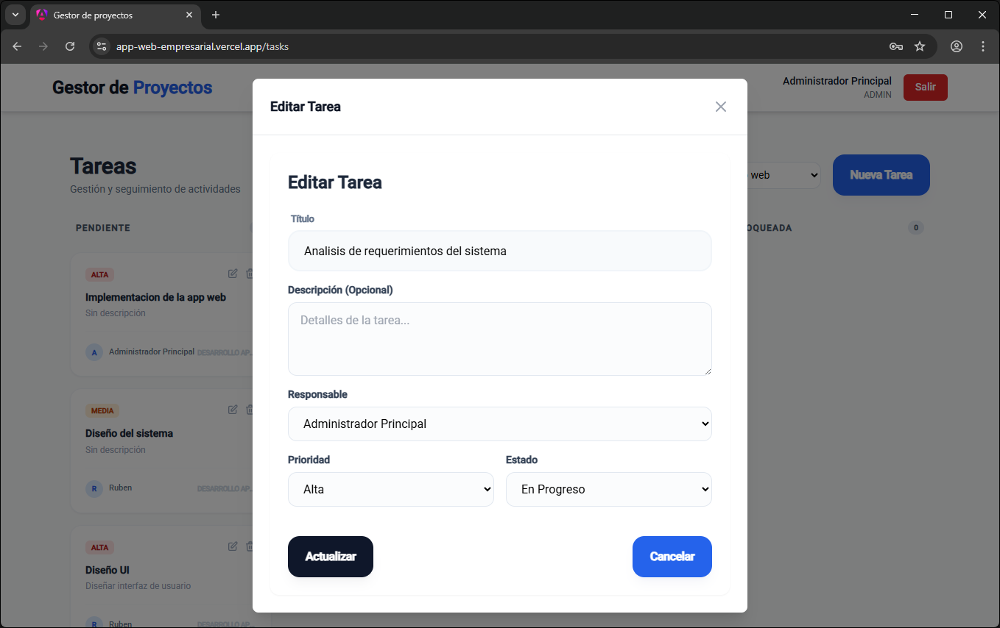 Gestor de proyectos
app-web-empresarial.vercel.app/tasks
Gestor de Proyectos
Administrador Principal
ADMIN
Salir
Tareas
Gestión y seguimiento de actividades
web
Nueva Tarea
PENDIENTE
OQUEADA
0
ALTA
Implementacion de la app web
Sin descripción
A
Administrador Principal
DESARROLLO AP...
MEDIA
Diseño del sistema
Sin descripción
R
Ruben
DESARROLLO AP...
ALTA
Diseño UI
Diseñar interfaz de usuario
R
Ruben
DESARROLLO AP...
Editar Tarea
Editar Tarea
Título
Analisis de requerimientos del sistema
Descripción (Opcional)
Detalles de la tarea...
Responsable
Administrador Principal
Prioridad
Estado
Alta
En Progreso
Actualizar
Cancelar